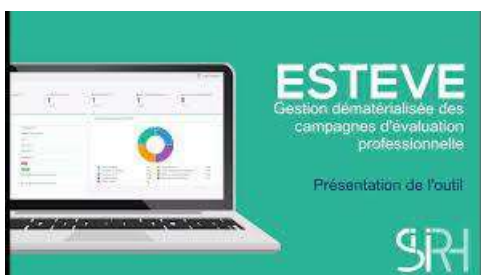 ESTEVE
Gestion dématérialisée des
campagnes d'évaluation
professionnelle
Présentation de l'outil
SIRH